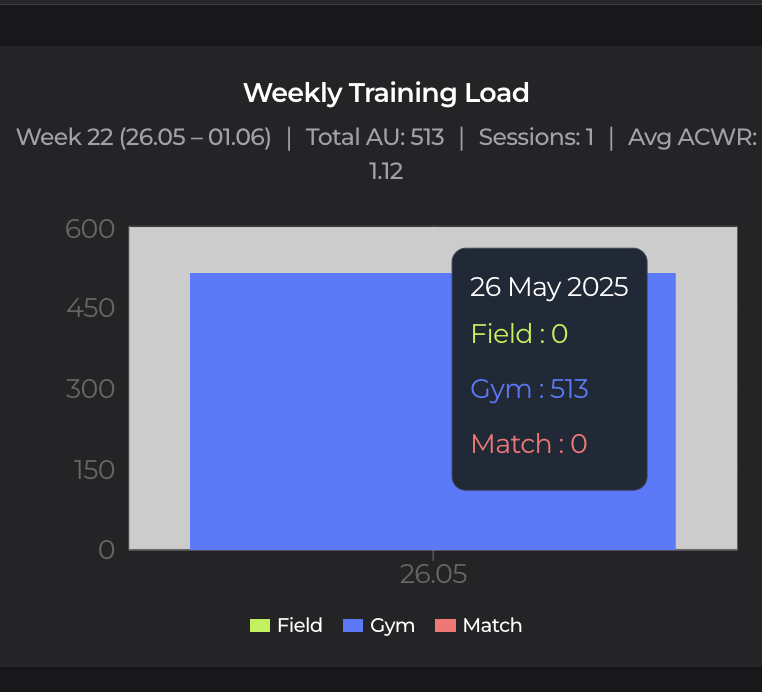 Weekly Training Load
Week 22 (26.05 – 01.06) | Total AU: 513 | Sessions: 1 | Avg ACWR:
1.12
600
450
300
150
0
26 May 2025
Field : 0
Gym : 513
Match : 0
26.05
Field Gym Match